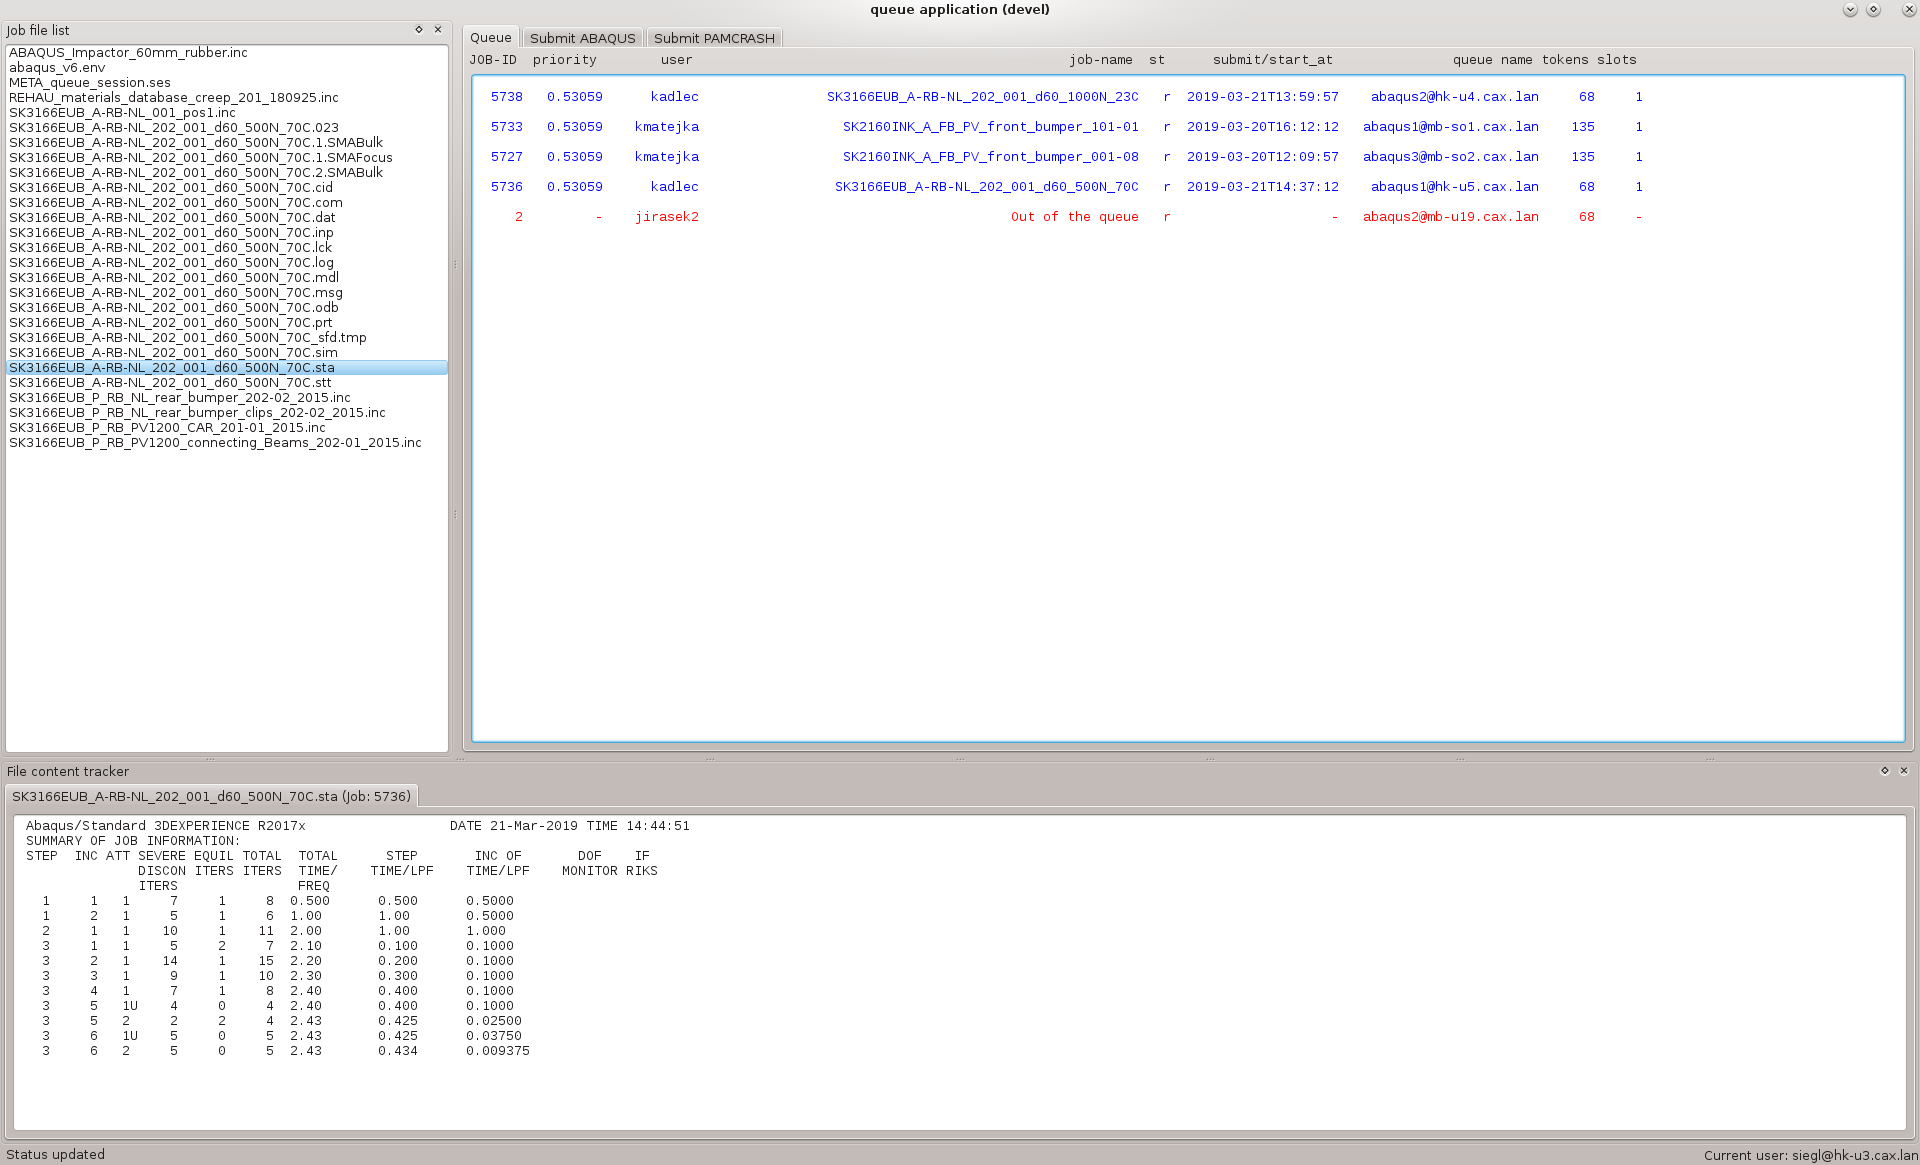 queue application (devel)
Job file list
ABAQUS_Impactor_60mm_rubber.inc
abaqus_v6.env
META_queue_session.ses
REHAU_materials_database_creep_201_180925.inc
SK3166EUB_A-RB-NL_001_pos1.inc
SK3166EUB_A-RB-NL_202_001_d60_500N_70C.023
SK3166EUB_A-RB-NL_202_001_d60_500N_70C.1.SMABulk
SK3166EUB_A-RB-NL_202_001_d60_500N_70C.1.SMAFocus
SK3166EUB_A-RB-NL_202_001_d60_500N_70C.2.SMABulk
SK3166EUB_A-RB-NL_202_001_d60_500N_70C.cid
SK3166EUB_A-RB-NL_202_001_d60_500N_70C.com
SK3166EUB_A-RB-NL_202_001_d60_500N_70C.dat
SK3166EUB_A-RB-NL_202_001_d60_500N_70C.inp
SK3166EUB_A-RB-NL_202_001_d60_500N_70C.lck
SK3166EUB_A-RB-NL_202_001_d60_500N_70C.log
SK3166EUB_A-RB-NL_202_001_d60_500N_70C.mdl
SK3166EUB_A-RB-NL_202_001_d60_500N_70C.msg
SK3166EUB_A-RB-NL_202_001_d60_500N_70C.odb
SK3166EUB_A-RB-NL_202_001_d60_500N_70C.prt
SK3166EUB_A-RB-NL_202_001_d60_500N_70C_sfd.tmp
SK3166EUB_A-RB-NL_202_001_d60_500N_70C.sim
SK3166EUB_A-RB-NL_202_001_d60_500N_70C.sta
SK3166EUB_A-RB-NL_202_001_d60_500N_70C.stt
SK3166EUB_P_RB_NL_rear_bumper_202-02_2015.inc
SK3166EUB_P_RB_NL_rear_bumper_clips_202-02_2015.inc
SK3166EUB_P_RB_PV1200_CAR_201-01_2015.inc
SK3166EUB_P_RB_PV1200_connecting_Beams_202-01_2015.inc
Queue Submit ABAQUS Submit PAMCRASH
JOB-ID priority user job-name st submit/start_at queue name tokens slots
5738 0.53059 kadlec SK3166EUB_A-RB-NL_202_001_d60_1000N_23C r 2019-03-21T13:59:57 abaqus2@hk-u4.cax.lan 68 1
5733 0.53059 kmatejka SK2160INK_A_FB_PV_front_bumper_101-01 r 2019-03-20T16:12:12 abaqus1@mb-so1.cax.lan 135 1
5727 0.53059 kmatejka SK2160INK_A_FB_PV_front_bumper_001-08 r 2019-03-20T12:09:57 abaqus3@mb-so2.cax.lan 135 1
5736 0.53059 kadlec SK3166EUB_A-RB-NL_202_001_d60_500N_70C r 2019-03-21T14:37:12 abaqus1@hk-u5.cax.lan 68 1
2 - jirasek2 Out of the queue r - abaqus2@mb-u19.cax.lan 68 -
File content tracker
SK3166EUB_A-RB-NL_202_001_d60_500N_70C.sta (Job: 5736)
Abaqus/Standard 3DEXPERIENCE R2017x DATE 21-Mar-2019 TIME 14:44:51
SUMMARY OF JOB INFORMATION:
STEP INC ATT SEVERE EQUIL TOTAL TOTAL STEP INC OF DOF IF
DISCON ITERS ITERS TIME/ TIME/LPF TIME/LPF MONITOR RIKS
ITERS FREQ
1 1 1 7 1 8 0.500 0.500 0.5000
1 2 1 5 1 6 1.00 1.00 0.5000
2 1 1 10 1 11 2.00 1.00 1.000
3 1 1 5 2 7 2.10 0.100 0.1000
3 2 1 14 1 15 2.20 0.200 0.1000
3 3 1 9 1 10 2.30 0.300 0.1000
3 4 1 7 1 8 2.40 0.400 0.1000
3 5 1U 4 0 4 2.40 0.400 0.1000
3 5 2 2 2 4 2.43 0.425 0.02500
3 6 1U 5 0 5 2.43 0.425 0.03750
3 6 2 5 0 5 2.43 0.434 0.009375
Status updated
Current user: siegl@hk-u3.cax.lan